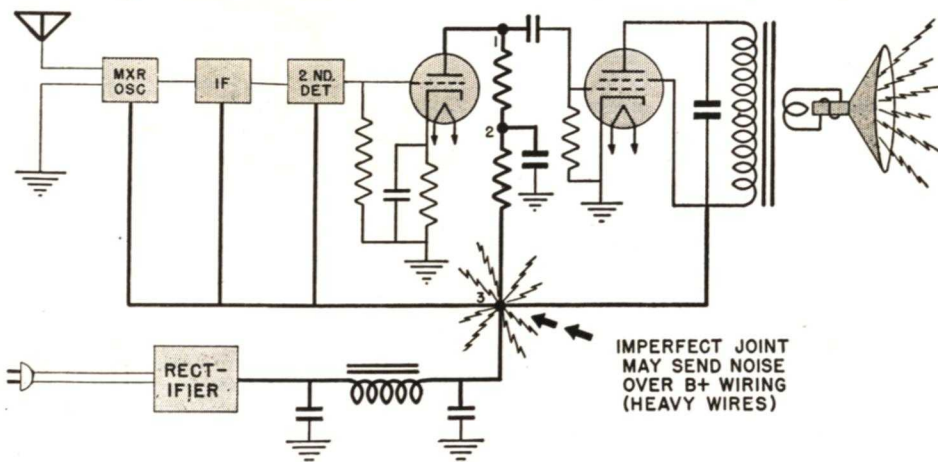 MXR
OSC
IF
2 ND.
DET
1
2
3
RECT-
IFIER
IMPERFECT JOINT
MAY SEND NOISE
OVER B+ WIRING
(HEAVY WIRES)